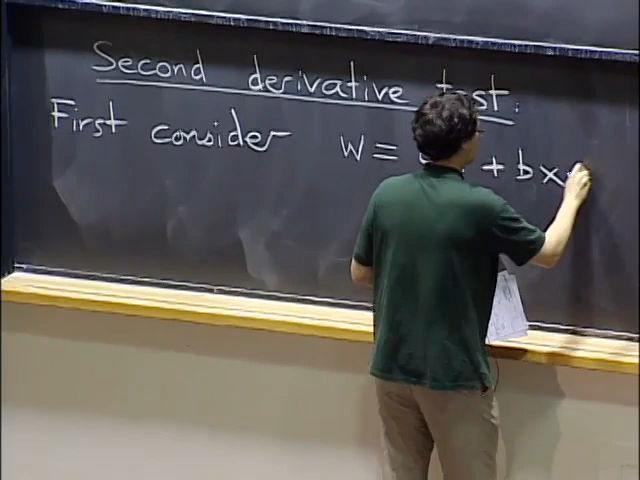 Second derivative test:
First consider w = + bx